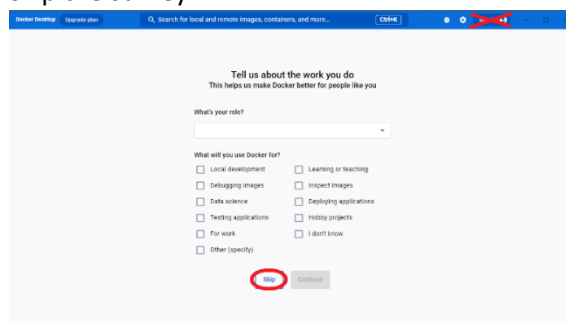 Docker Desktop Upgrade plan Search for local and remote images, containers, and more... Ctrl+K
Tell us about the work you do
This helps us make Docker better for people like you
What's your role?
What will you use Docker for?
Local development Learning or teaching
Debugging images Inspect images
Data science Deploying applications
Testing applications Hobby projects
For work I don't know
Other (specify)
Skip Continue